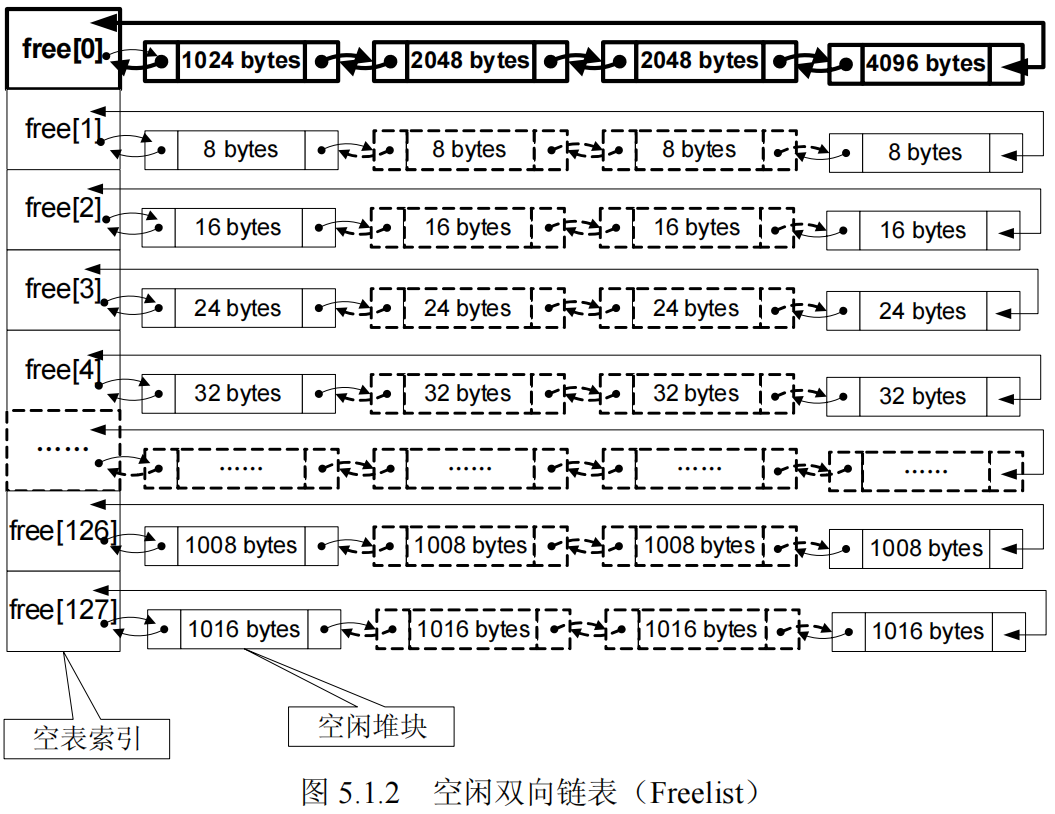 free[0] 1024 bytes 2048 bytes 2048 bytes 4096 bytes
free[1] 8 bytes 8 bytes 8 bytes 8 bytes
free[2] 16 bytes 16 bytes 16 bytes 16 bytes
free[3] 24 bytes 24 bytes 24 bytes 24 bytes
free[4] 32 bytes 32 bytes 32 bytes 32 bytes
…… …… …… …… ……
free[126] 1008 bytes 1008 bytes 1008 bytes 1008 bytes
free[127] 1016 bytes 1016 bytes 1016 bytes 1016 bytes
空表索引 空闲堆块
图 5.1.2 空闲双向链表（Freelist）